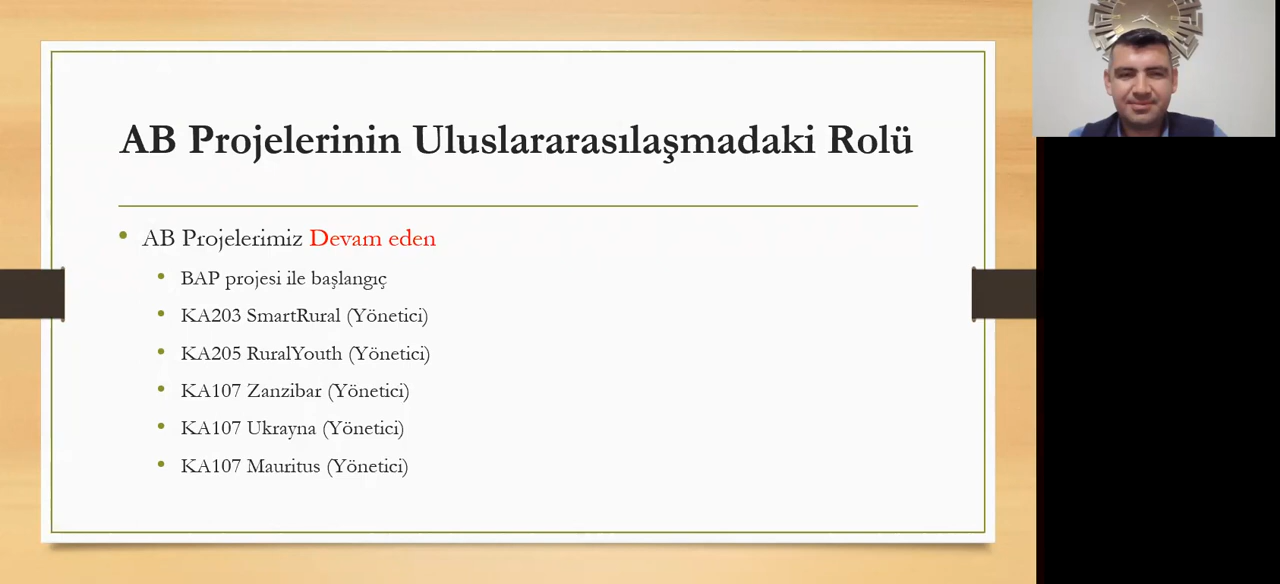 AB Projelerinin Uluslararasılaşmadaki Rolü
AB Projelerimiz Devam eden
BAP projesi ile başlangıç
KA203 SmartRural (Yönetici)
KA205 RuralYouth (Yönetici)
KA107 Zanzibar (Yönetici)
KA107 Ukrayna (Yönetici)
KA107 Mauritus (Yönetici)